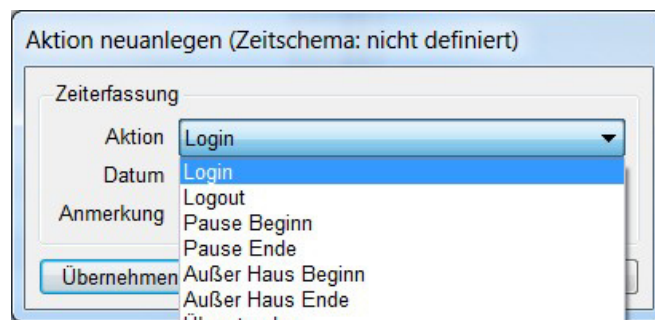 Aktion neuanlegen (Zeitschema: nicht definiert)
Zeiterfassung
Aktion Login
Datum Login
Logout
Anmerkung Pause Beginn
Pause Ende
Übernehmen Außer Haus Beginn
Außer Haus Ende